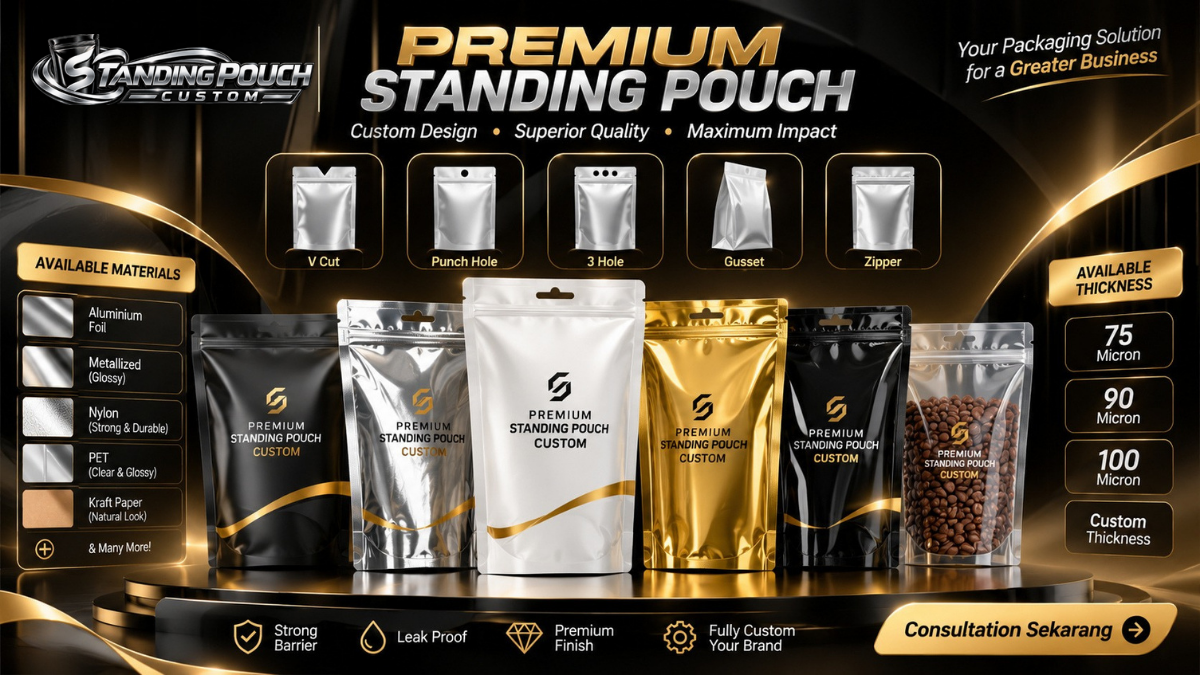 STANDING POUCH
CUSTOM
PREMIUM
STANDING POUCH
Custom Design • Superior Quality • Maximum Impact
Your Packaging Solution
for a Greater Business
V Cut
Punch Hole
3 Hole
Gusset
Zipper
AVAILABLE MATERIALS
Aluminium
Foil
Metallized
(Glossy)
Nylon
(Strong & Durable)
PET
(Clear & Glossy)
Kraft Paper
(Natural Look)
& Many More!
PREMIUM
STANDING POUCH
CUSTOM
PREMIUM
STANDING POUCH
CUSTOM
PREMIUM
STANDING POUCH
CUSTOM
PREMIUM
STANDING POUCH
CUSTOM
PREMIUM
STANDING POUCH
CUSTOM
PREMIUM
STANDING POUCH
CUSTOM
AVAILABLE
THICKNESS
75
Micron
90
Micron
100
Micron
Custom
Thickness
Strong
Barrier
Leak Proof
Premium
Finish
Fully Custom
Your Brand
Consultation Sekarang